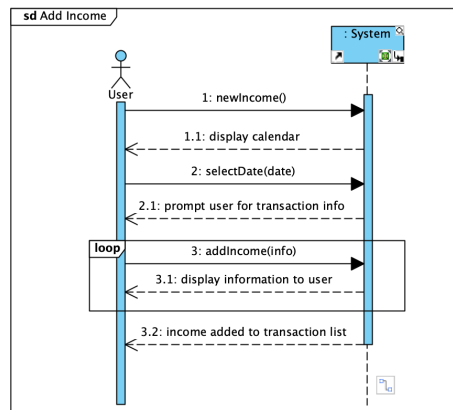 sd Add Income
: System
User
1: newIncome()
1.1: display calendar
2: selectDate(date)
2.1: prompt user for transaction info
loop
3: addIncome(info)
3.1: display information to user
3.2: income added to transaction list